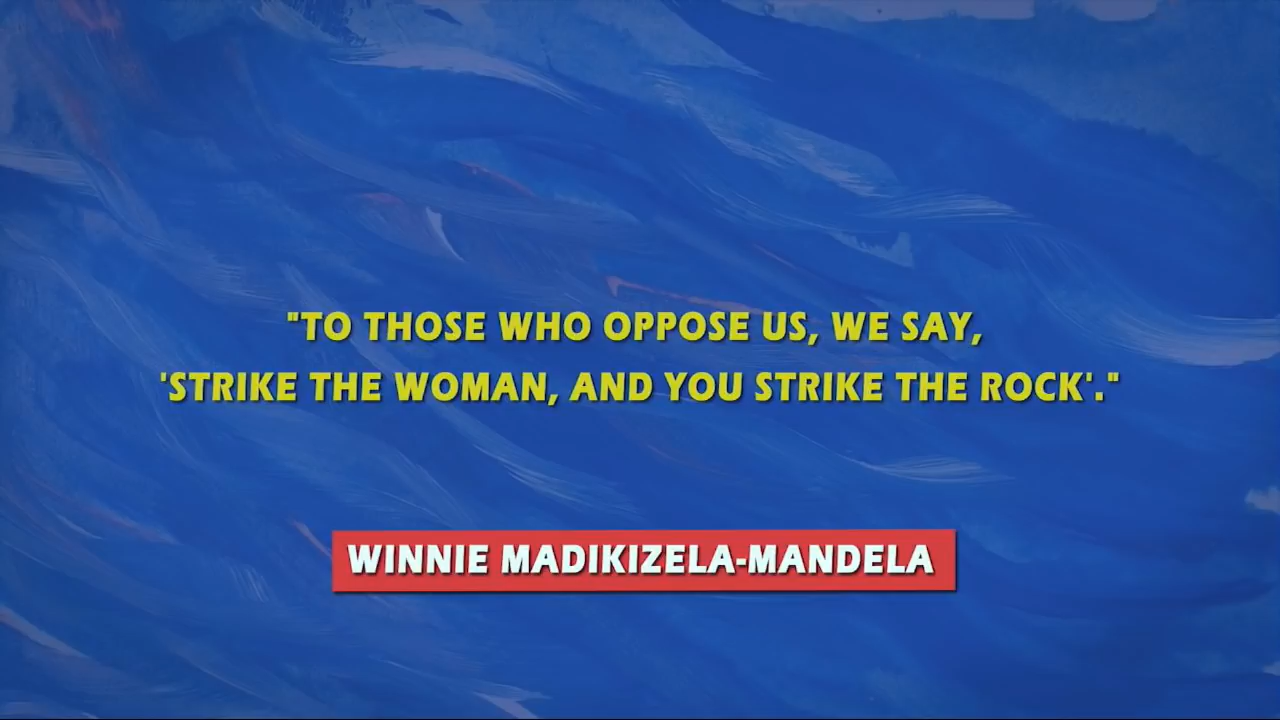 "TO THOSE WHO OPPOSE US, WE SAY,
'STRIKE THE WOMAN, AND YOU STRIKE THE ROCK'."
WINNIE MADIKIZELA-MANDELA